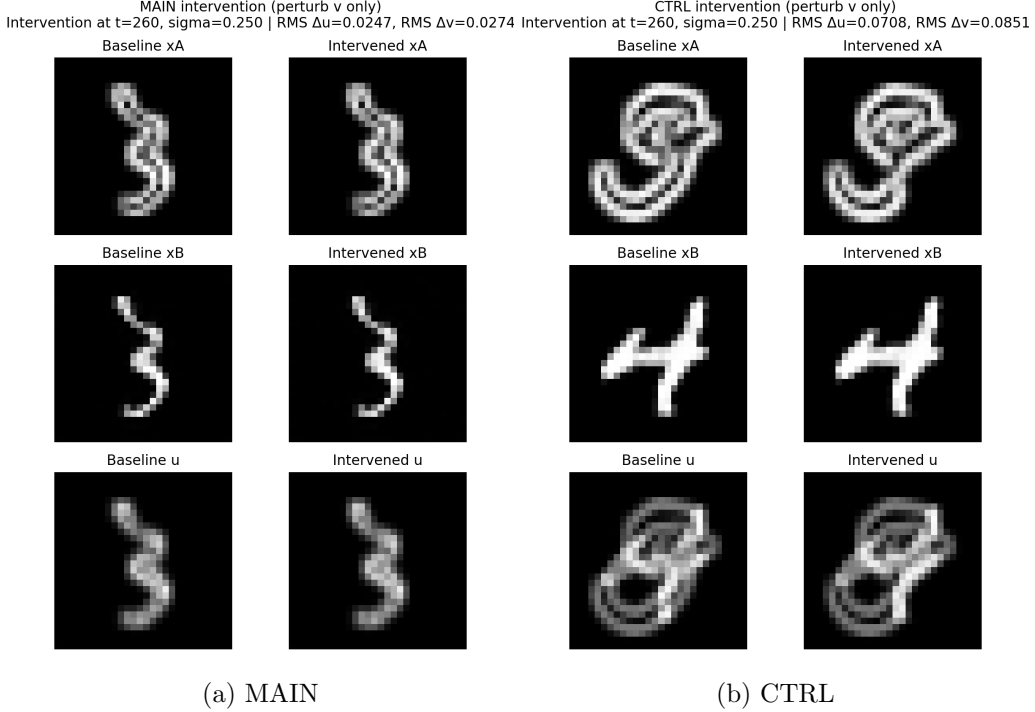 MAIN intervention (perturb v only)
Intervention at t=260, sigma=0.250 | RMS Δu=0.0247, RMS Δv=0.0274
Baseline xA
Intervened xA
Baseline xB
Intervened xB
Baseline u
Intervened u
(a) MAIN
CTRL intervention (perturb v only)
Intervention at t=260, sigma=0.250 | RMS Δu=0.0708, RMS Δv=0.0851
Baseline xA
Intervened xA
Baseline xB
Intervened xB
Baseline u
Intervened u
(b) CTRL